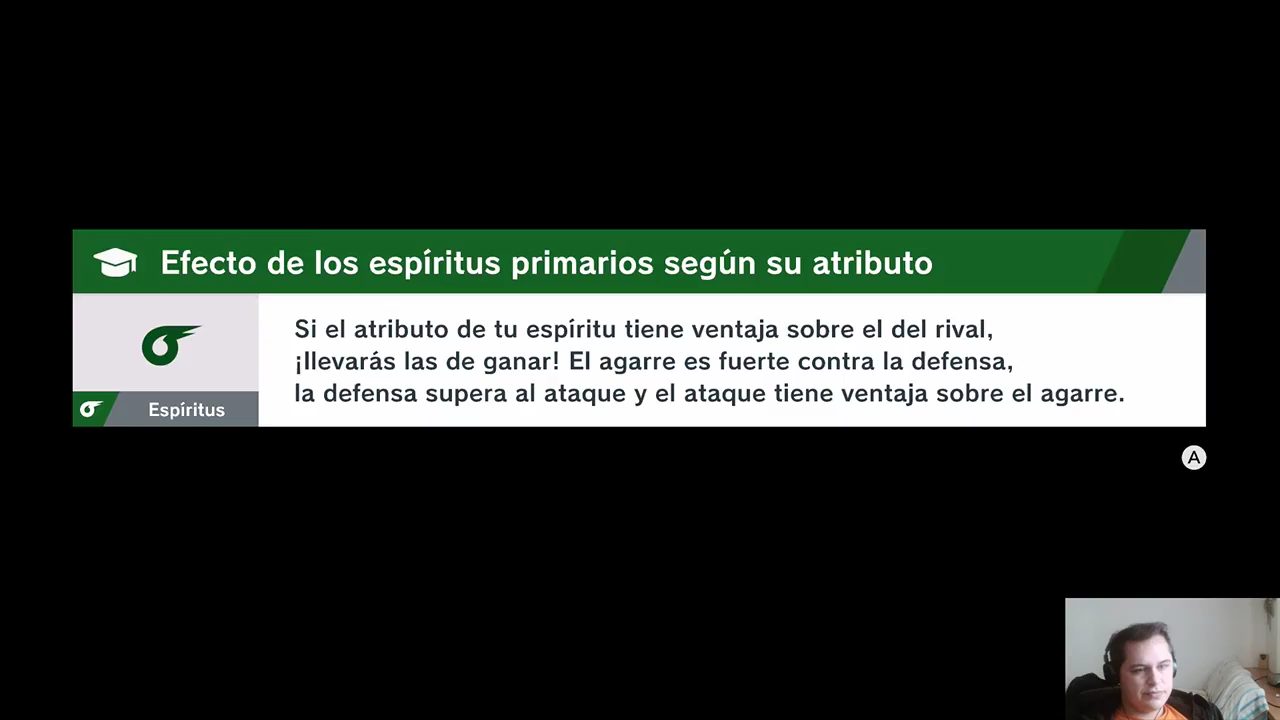 Efecto de los espíritus primarios según su atributo
Si el atributo de tu espíritu tiene ventaja sobre el del rival,
¡llevarás las de ganar! El agarre es fuerte contra la defensa,
la defensa supera al ataque y el ataque tiene ventaja sobre el agarre.
Espíritus
A